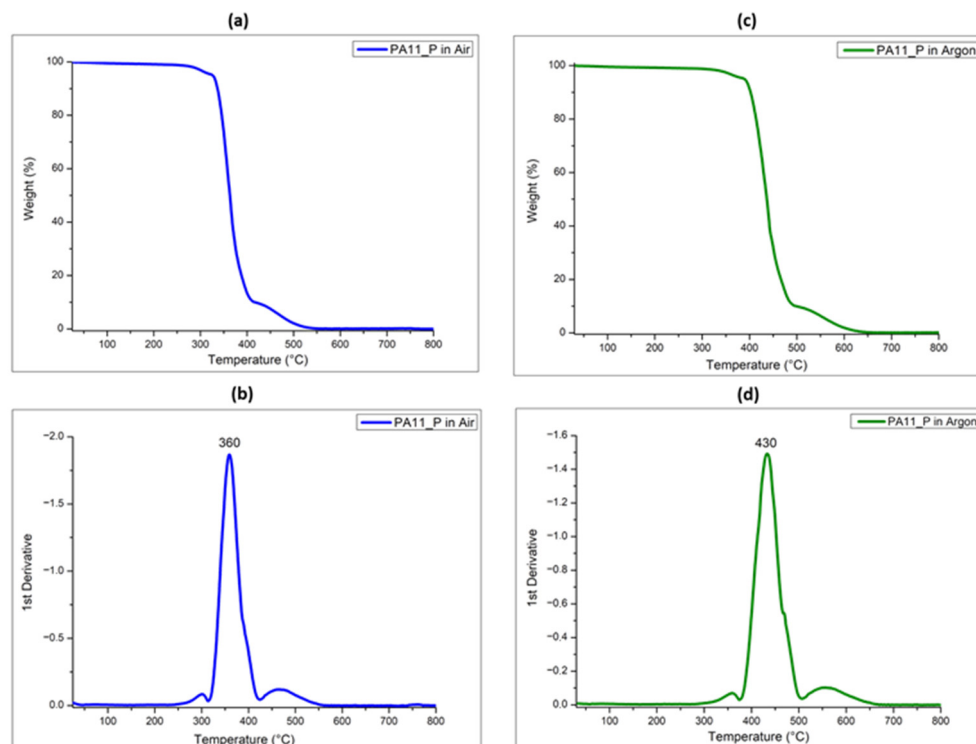 (a)
PA11_P in Air
100
80
60
40
20
0
Weight (%)
100 200 300 400 500 600 700 800
Temperature (°C)
(c)
PA11_P in Argon
100
80
60
40
20
0
Weight (%)
100 200 300 400 500 600 700 800
Temperature (°C)
(b)
PA11_P in Air
360
−2.0
−1.5
−1.0
−0.5
0.0
1st Derivative
100 200 300 400 500 600 700 800
Temperature (°C)
(d)
PA11_P in Argon
430
−1.6
−1.4
−1.2
−1.0
−0.8
−0.6
−0.4
−0.2
0.0
1st Derivative
100 200 300 400 500 600 700 800
Temperature (°C)